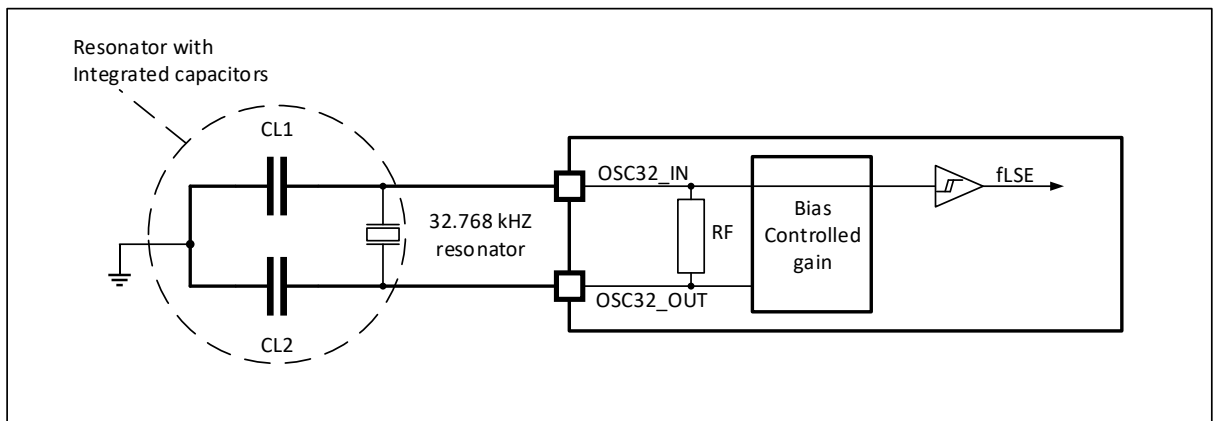 Resonator with
Integrated capacitors
CL1
CL2
32.768 kHZ
resonator
OSC32_IN
OSC32_OUT
RF
Bias
Controlled
gain
fLSE